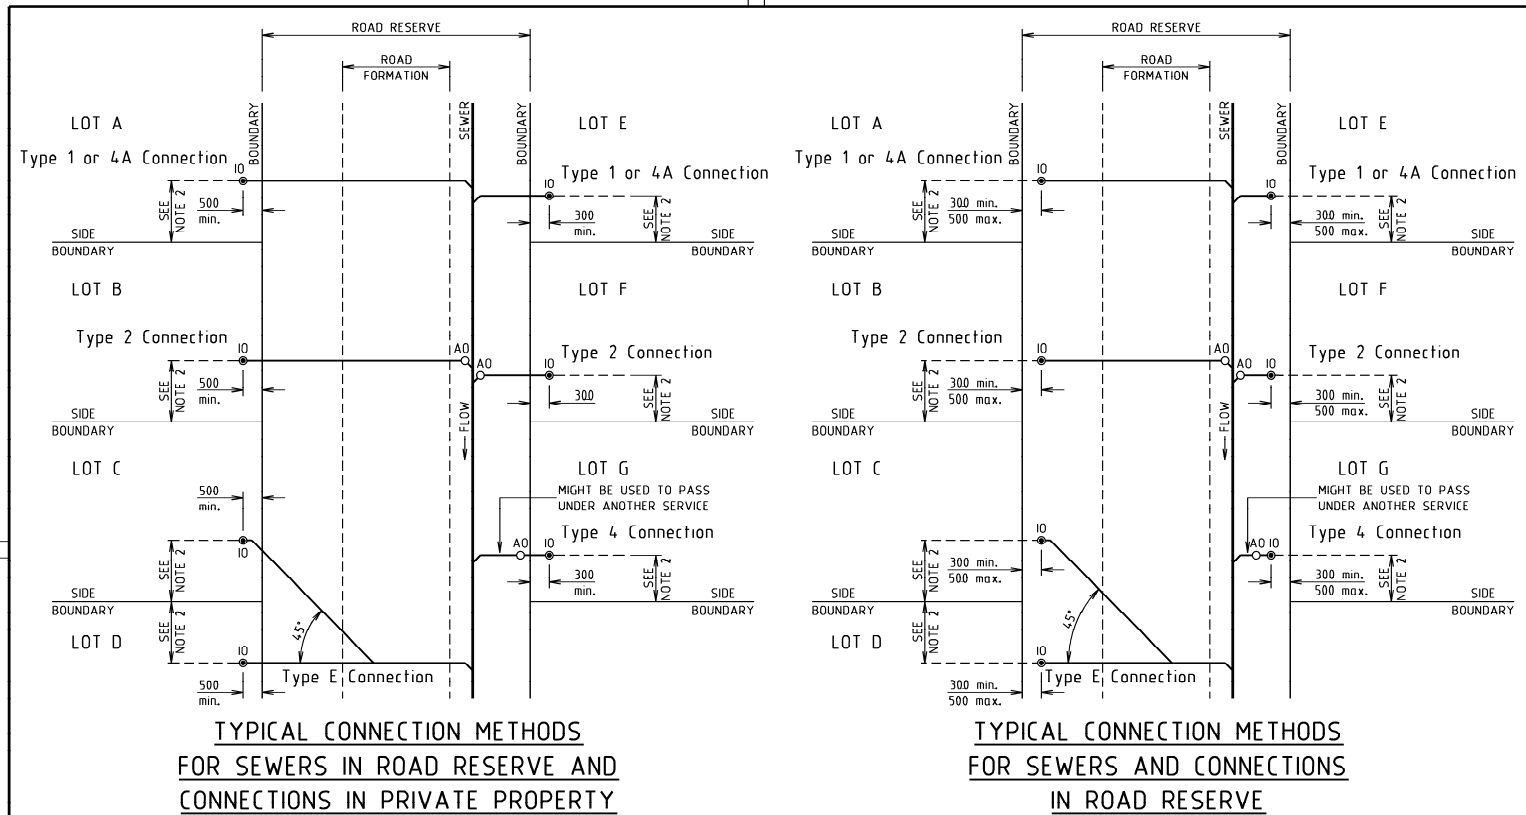 ROAD RESERVE
ROAD
FORMATION
BOUNDARY
SEWER
BOUNDARY
LOT A
Type 1 or 4A Connection
IO
SEE
NOTE 2
500
min.
SIDE
BOUNDARY
LOT E
IO
Type 1 or 4A Connection
300
min.
SEE
NOTE 2
SIDE
BOUNDARY
LOT B
Type 2 Connection
IO
AO
SEE
NOTE 2
500
min.
SIDE
BOUNDARY
LOT F
AO
IO
Type 2 Connection
300
SEE
NOTE 2
SIDE
BOUNDARY
FLOW
LOT C
500
min.
IO
SEE
NOTE 2
SIDE
BOUNDARY
LOT G
MIGHT BE USED TO PASS
UNDER ANOTHER SERVICE
Type 4 Connection
AO
IO
300
min.
SEE
NOTE 2
SIDE
BOUNDARY
LOT D
SEE
NOTE 2
IO
45°
Type E Connection
500
min.
TYPICAL CONNECTION METHODS
FOR SEWERS IN ROAD RESERVE AND
CONNECTIONS IN PRIVATE PROPERTY
ROAD RESERVE
ROAD
FORMATION
BOUNDARY
SEWER
BOUNDARY
LOT A
Type 1 or 4A Connection
IO
SEE
NOTE 2
300 min.
500 max.
SIDE
BOUNDARY
LOT E
IO
Type 1 or 4A Connection
300 min.
500 max.
SEE
NOTE 2
SIDE
BOUNDARY
LOT B
Type 2 Connection
IO
AO
SEE
NOTE 2
300 min.
500 max.
SIDE
BOUNDARY
LOT F
AO
IO
Type 2 Connection
300 min.
500 max.
SEE
NOTE 2
SIDE
BOUNDARY
FLOW
LOT C
IO
SEE
NOTE 2
300 min.
500 max.
SIDE
BOUNDARY
LOT G
MIGHT BE USED TO PASS
UNDER ANOTHER SERVICE
Type 4 Connection
AO IO
300 min.
500 max.
SEE
NOTE 2
SIDE
BOUNDARY
LOT D
SEE
NOTE 2
IO
45°
Type E Connection
300 min.
500 max.
TYPICAL CONNECTION METHODS
FOR SEWERS AND CONNECTIONS
IN ROAD RESERVE